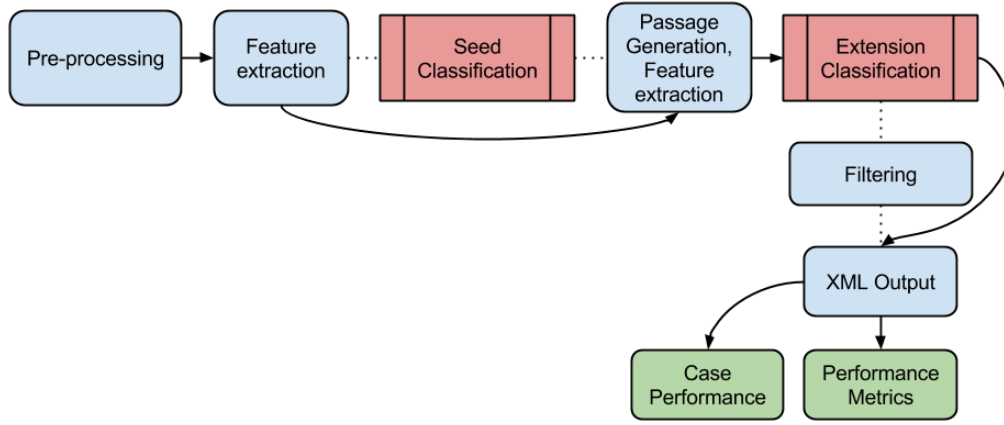 Pre-processing
Feature
extraction
Seed
Classification
Passage
Generation,
Feature
extraction
Extension
Classification
Filtering
XML Output
Case
Performance
Performance
Metrics